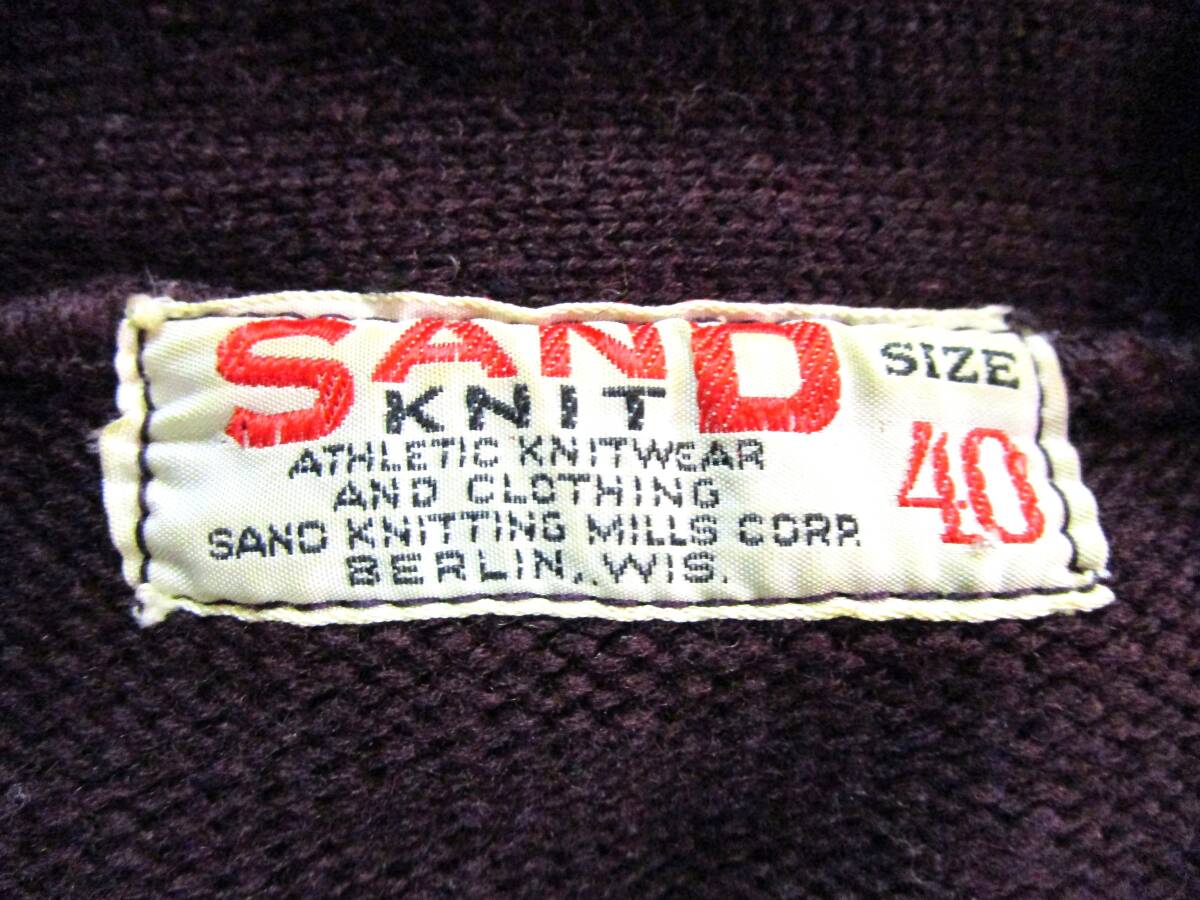 SAND
KNIT
ATHLETIC KNITWEAR
AND CLOTHING
SAND KNITTING MILLS CORP.
BERLIN, WIS.
SIZE
40